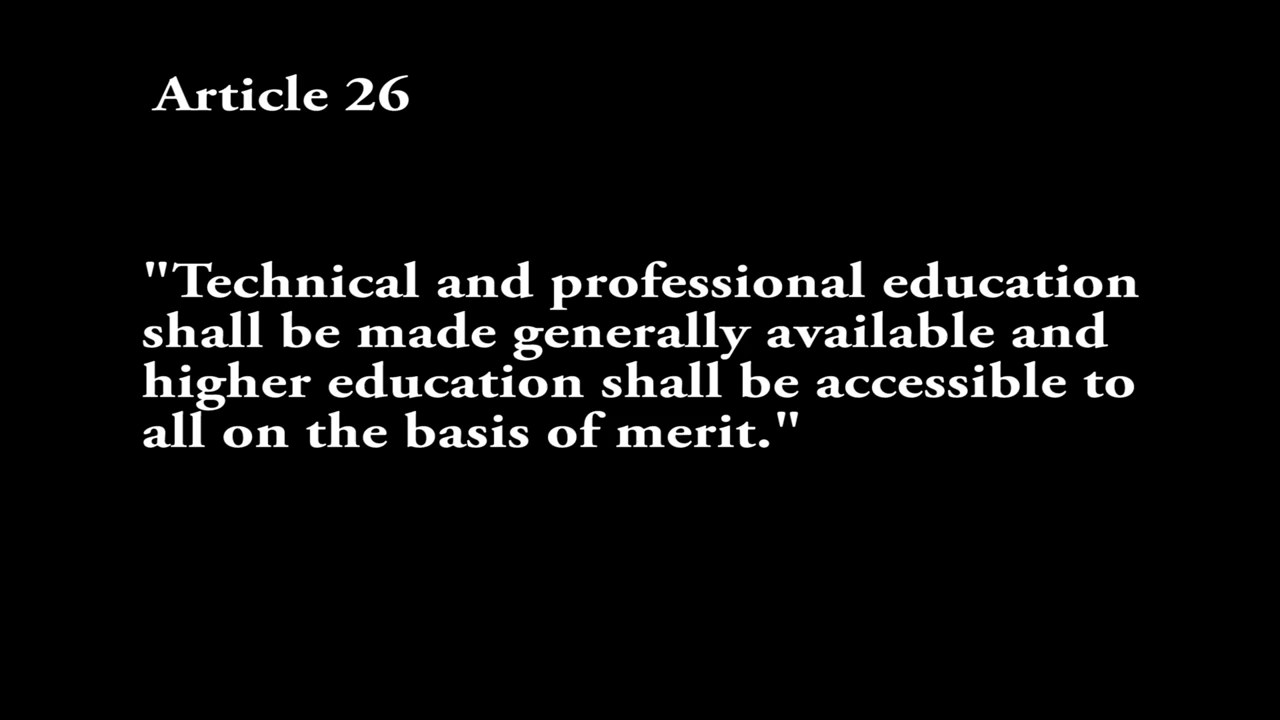 Article 26
"Technical and professional education
shall be made generally available and
higher education shall be accessible to
all on the basis of merit."